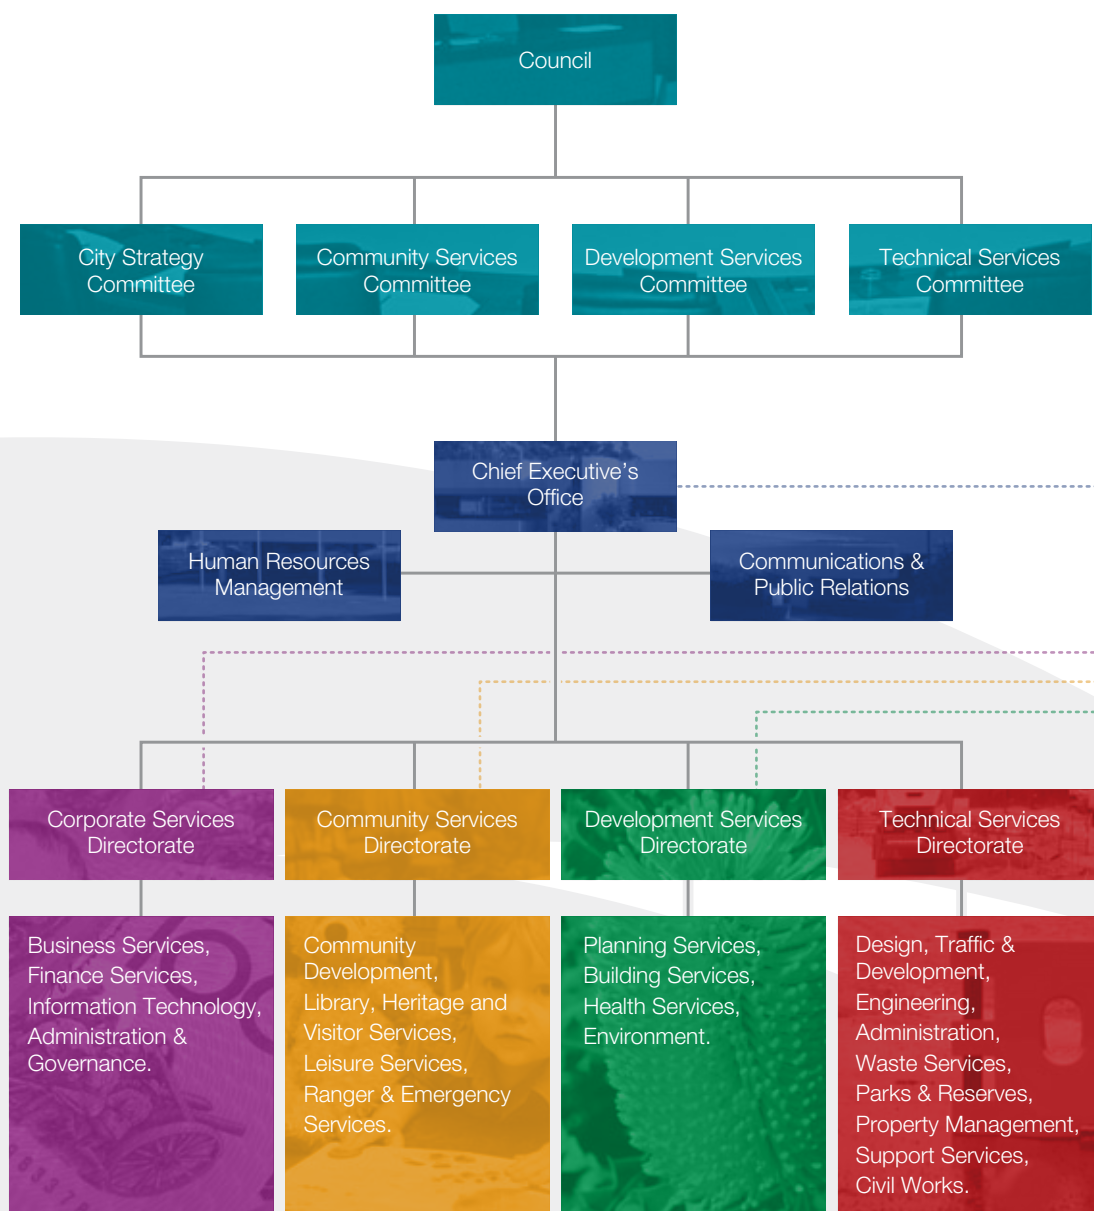 Council
City Strategy
Committee
Community Services
Committee
Development Services
Committee
Technical Services
Committee
Chief Executive’s
Office
Human Resources
Management
Communications &
Public Relations
Corporate Services
Directorate
Community Services
Directorate
Development Services
Directorate
Technical Services
Directorate
Business Services,
Finance Services,
Information Technology,
Administration &
Governance.
Community
Development,
Library, Heritage and
Visitor Services,
Leisure Services,
Ranger & Emergency
Services.
Planning Services,
Building Services,
Health Services,
Environment.
Design, Traffic &
Development,
Engineering,
Administration,
Waste Services,
Parks & Reserves,
Property Management,
Support Services,
Civil Works.